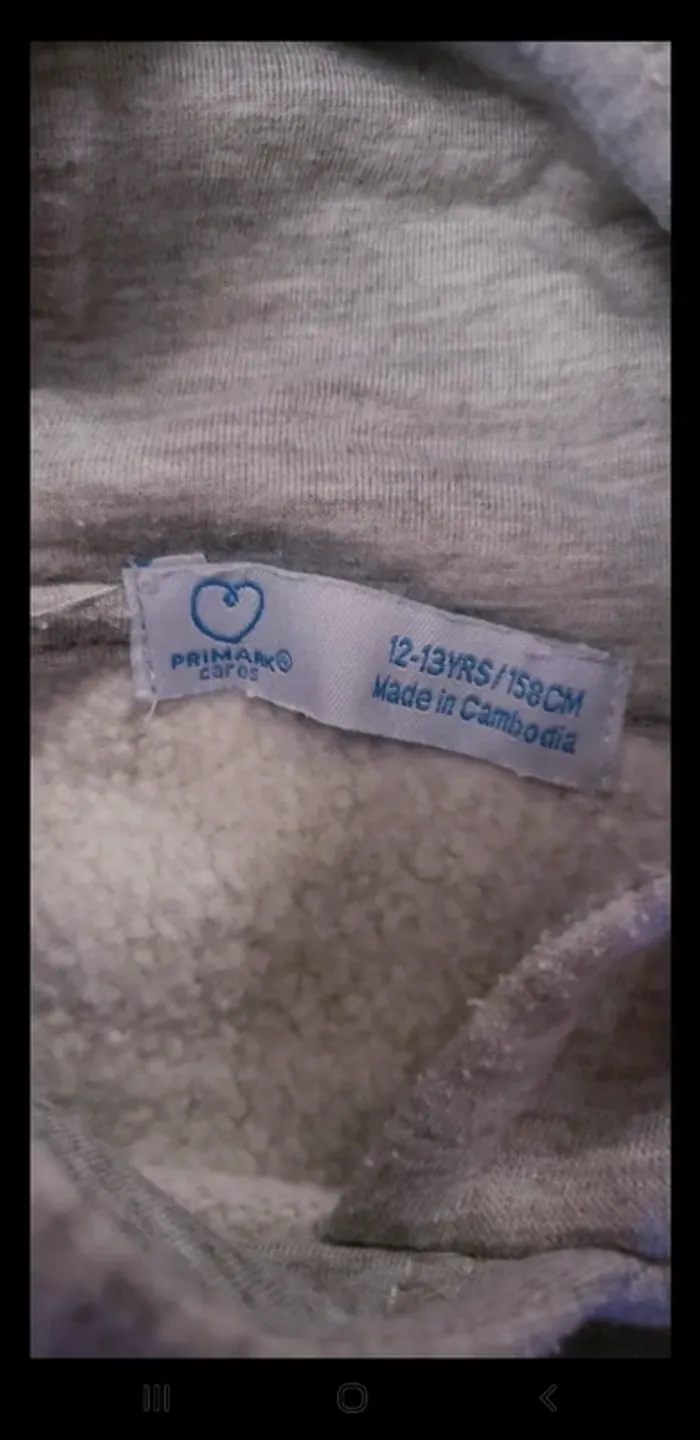 PRIMARK®
cares
12-13YRS/158CM
Made in Cambodia